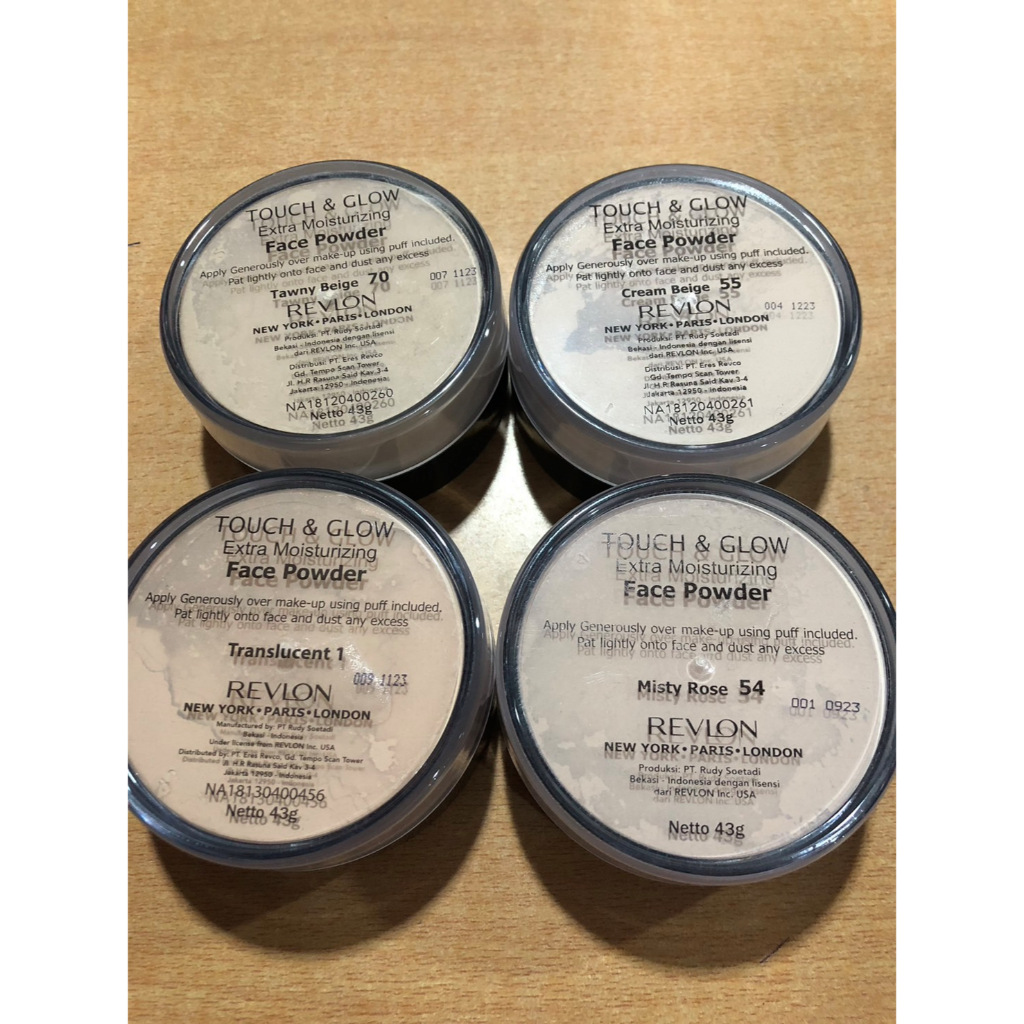 TOUCH & GLOW
Extra Moisturizing
Face Powder
Apply Generously over make-up using puff included.
Pat lightly onto face and dust any excess
Tawny Beige 70
007 1123
REVLON
NEW YORK•PARIS•LONDON
Produksi: PT. Rudy Soetadi
Bekasi - Indonesia dengan lisensi
dari REVLON Inc. USA
Distribusi: PT. Eres Revco
Gd. Tempo Scan Tower
Jl. H.R Rasuna Said Kav 3-4
Jakarta 12950 - Indonesia
NA18120400260
Netto 43g
TOUCH & GLOW
Extra Moisturizing
Face Powder
Apply Generously over make-up using puff included.
Pat lightly onto face and dust any excess
Cream Beige 55
004 1223
REVLON
NEW YORK•PARIS•LONDON
Produksi: PT. Rudy Soetadi
Bekasi - Indonesia dengan lisensi
dari REVLON Inc. USA
Distribusi: PT. Eres Revco
Gd. Tempo Scan Tower
Jl. H.R Rasuna Said Kav 3-4
Jakarta 12950 - Indonesia
NA18120400261
Netto 43g
TOUCH & GLOW
Extra Moisturizing
Face Powder
Apply Generously over make-up using puff included.
Pat lightly onto face and dust any excess
Translucent 1
009 1123
REVLON
NEW YORK•PARIS•LONDON
Manufactured by: PT Rudy Soetadi
Bekasi - Indonesia
Under license from REVLON Inc. USA
Distributed by: PT. Eres Revco, Gd. Tempo Scan Tower
Jl. H.R Rasuna Said Kav 3-4
Jakarta 12950 - Indonesia
NA18130400456
Netto 43g
TOUCH & GLOW
Extra Moisturizing
Face Powder
Apply Generously over make-up using puff included.
Pat lightly onto face and dust any excess
Misty Rose 54
001 0923
REVLON
NEW YORK•PARIS•LONDON
Produksi: PT. Rudy Soetadi
Bekasi - Indonesia dengan lisensi
dari REVLON Inc. USA
Netto 43g